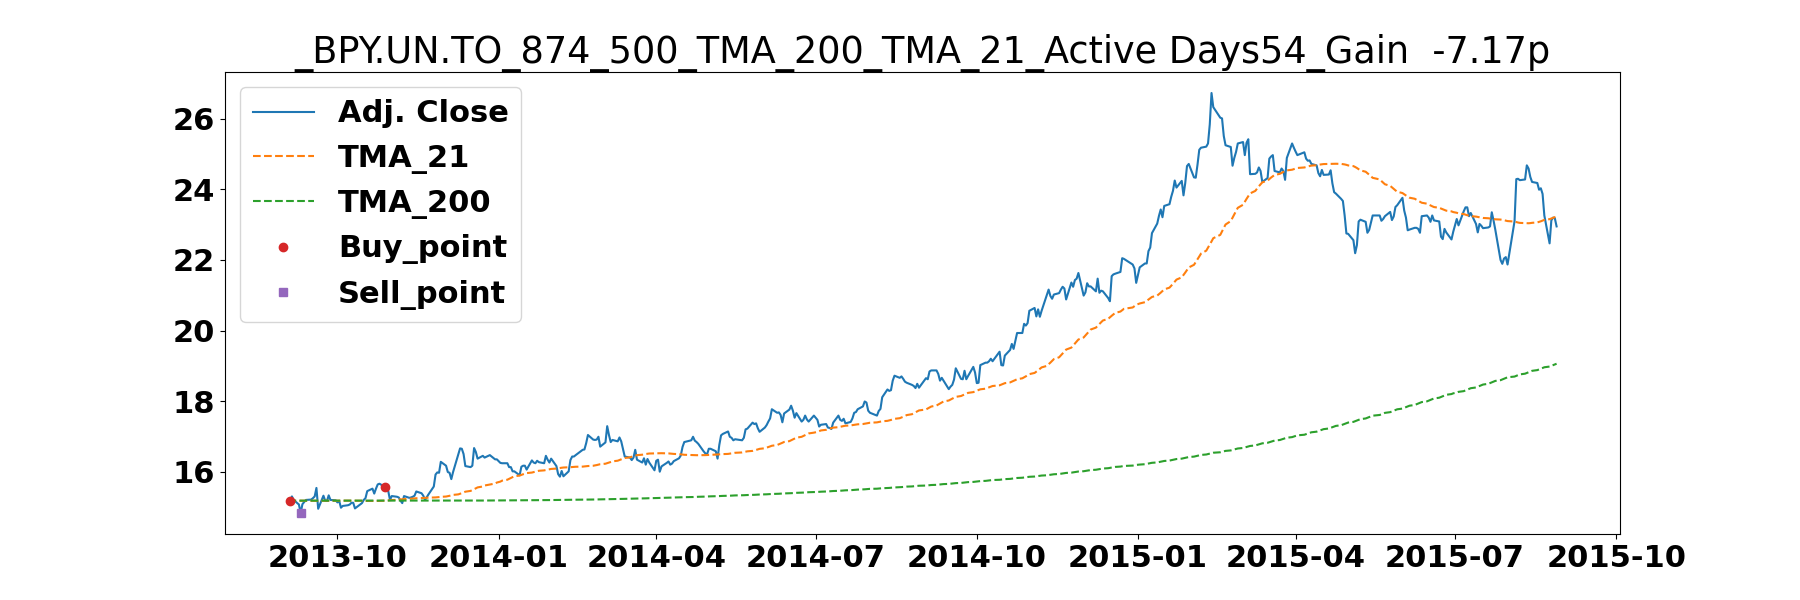 _BPY.UN.TO_874_500_TMA_200_TMA_21_Active Days54_Gain  -7.17p
Adj. Close
TMA_21
TMA_200
Buy_point
Sell_point
26
24
22
20
18
16
2013-10 2014-01 2014-04 2014-07 2014-10 2015-01 2015-04 2015-07 2015-10